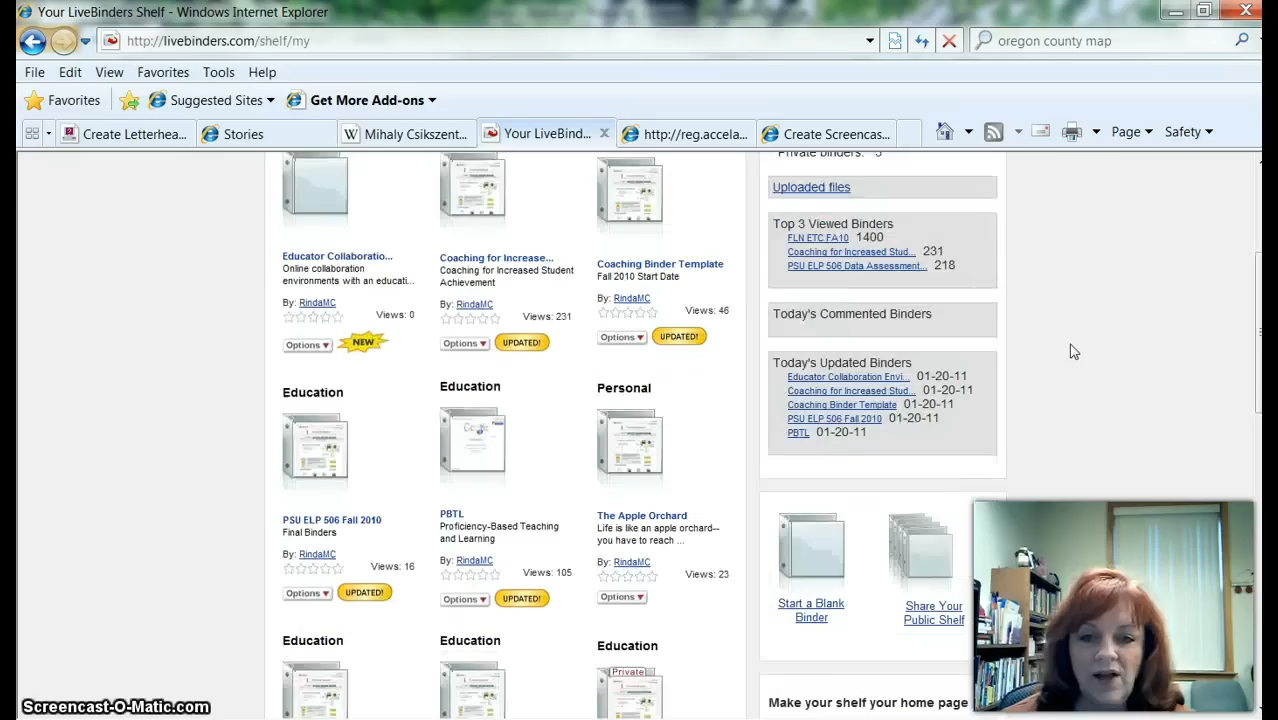 Your LiveBinders Shelf - Windows Internet Explorer
http://livebinders.com/shelf/my
oregon county map
File Edit View Favorites Tools Help
Favorites Suggested Sites Get More Add-ons
Create Letterhea... Stories Mihaly Csikszent... Your LiveBind... http://reg.accela... Create Screencas... Page Safety
Private binders: 3
Uploaded files
Top 3 Viewed Binders
FLN ETC FA10 1400
Coaching for Increased Stud... 231
PSU ELP 506 Data Assessment... 218
Today's Commented Binders
Today's Updated Binders
Educator Collaboration Envi... 01-20-11
Coaching for Increased Stud... 01-20-11
Coaching Binder Template 01-20-11
PSU ELP 506 Fall 2010 01-20-11
PBTL 01-20-11
Educator Collaboratio...
Online collaboration
environments with an educati...
By: RindaMC
Views: 0
Options NEW
Coaching for Increase...
Coaching for Increased Student
Achievement
By: RindaMC
Views: 231
Options UPDATED!
Coaching Binder Template
Fall 2010 Start Date
By: RindaMC
Views: 46
Options UPDATED!
Education
PSU ELP 506 Fall 2010
Final Binders
By: RindaMC
Views: 16
Options UPDATED!
Education
PBTL
Proficiency-Based Teaching
and Learning
By: RindaMC
Views: 105
Options UPDATED!
Personal
The Apple Orchard
Life is like an apple orchard--
you have to reach ...
By: RindaMC
Views: 23
Options
Education
Education
Education
Private
Start a Blank
Binder
Share Your
Public Shelf
Make your shelf your home page
Screencast-O-Matic.com